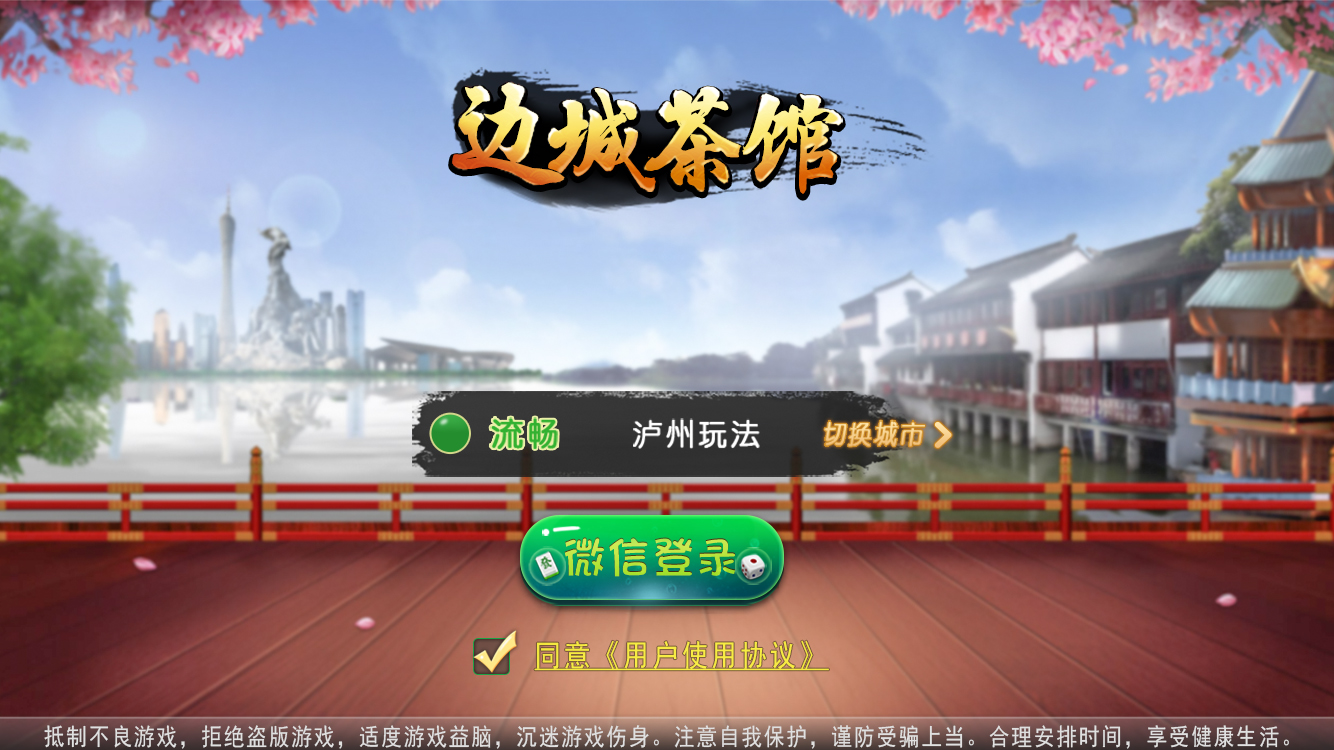 边城茶馆
流畅 泸州玩法 切换城市
微信登录
同意《用户使用协议》
抵制不良游戏，拒绝盗版游戏，适度游戏益脑，沉迷游戏伤身。注意自我保护，谨防受骗上当。合理安排时间，享受健康生活。